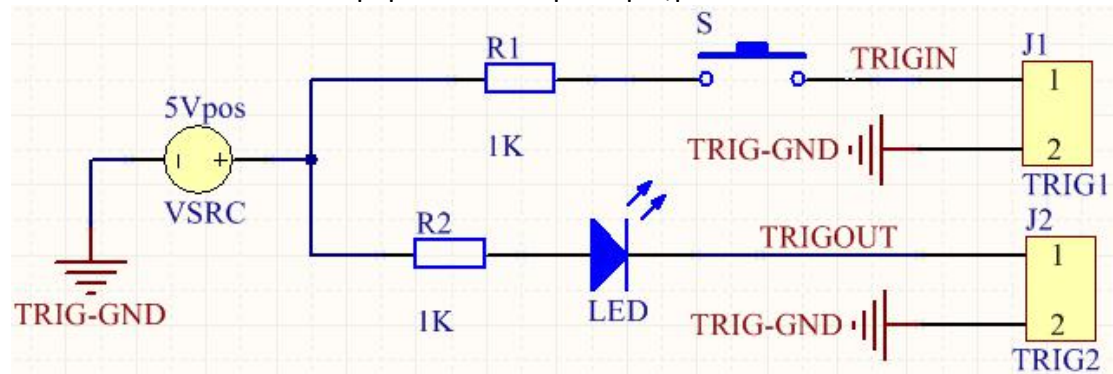 S
R1
TRIGIN
J1
1
5Vpos
1K
TRIG-GND
2
- +
TRIG1
VSRC
R2
J2
TRIGOUT
1
TRIG-GND
LED
1K
TRIG-GND
2
TRIG2